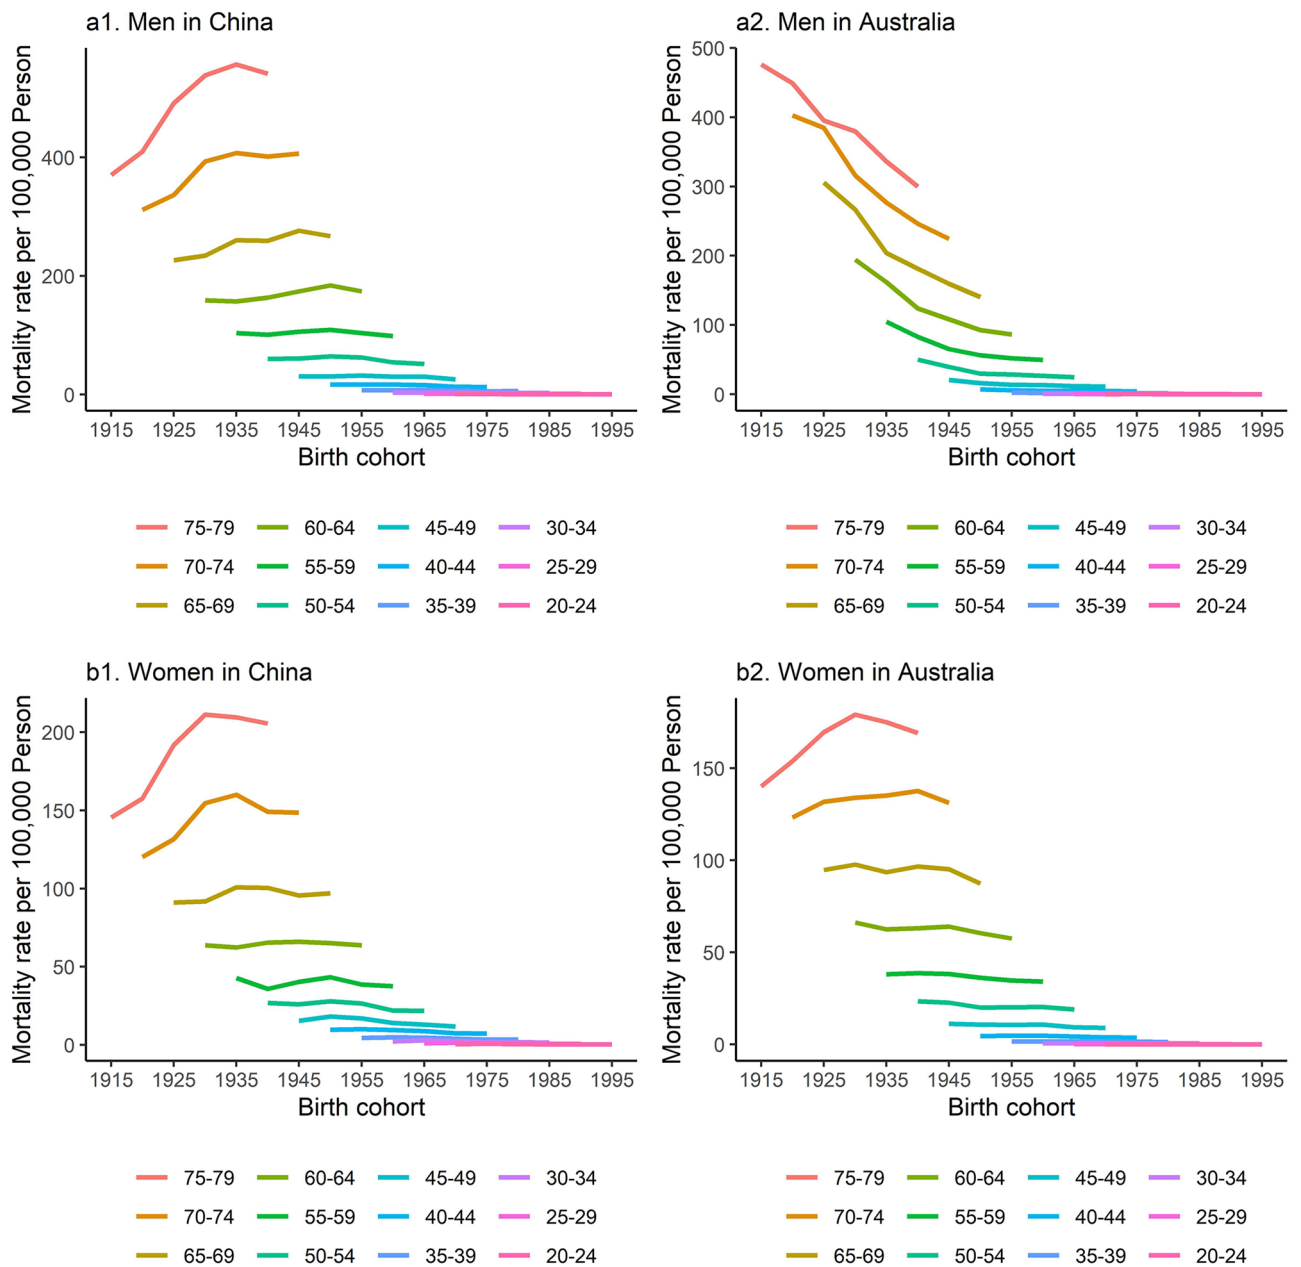 a1. Men in China
Mortality rate per 100,000 Person
400
200
0
1915 1925 1935 1945 1955 1965 1975 1985 1995
Birth cohort
75-79 60-64 45-49 30-34
70-74 55-59 40-44 25-29
65-69 50-54 35-39 20-24
a2. Men in Australia
Mortality rate per 100,000 Person
500
400
300
200
100
0
1915 1925 1935 1945 1955 1965 1975 1985 1995
Birth cohort
75-79 60-64 45-49 30-34
70-74 55-59 40-44 25-29
65-69 50-54 35-39 20-24
b1. Women in China
Mortality rate per 100,000 Person
200
150
100
50
0
1915 1925 1935 1945 1955 1965 1975 1985 1995
Birth cohort
75-79 60-64 45-49 30-34
70-74 55-59 40-44 25-29
65-69 50-54 35-39 20-24
b2. Women in Australia
Mortality rate per 100,000 Person
150
100
50
0
1915 1925 1935 1945 1955 1965 1975 1985 1995
Birth cohort
75-79 60-64 45-49 30-34
70-74 55-59 40-44 25-29
65-69 50-54 35-39 20-24